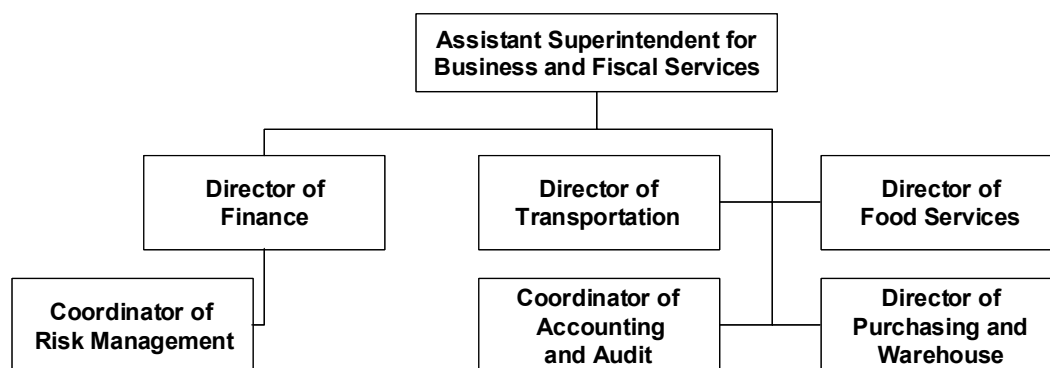 Assistant Superintendent for
Business and Fiscal Services
Director of
Finance
Director of
Transportation
Director of
Food Services
Coordinator of
Risk Management
Coordinator of
Accounting
and Audit
Director of
Purchasing and
Warehouse